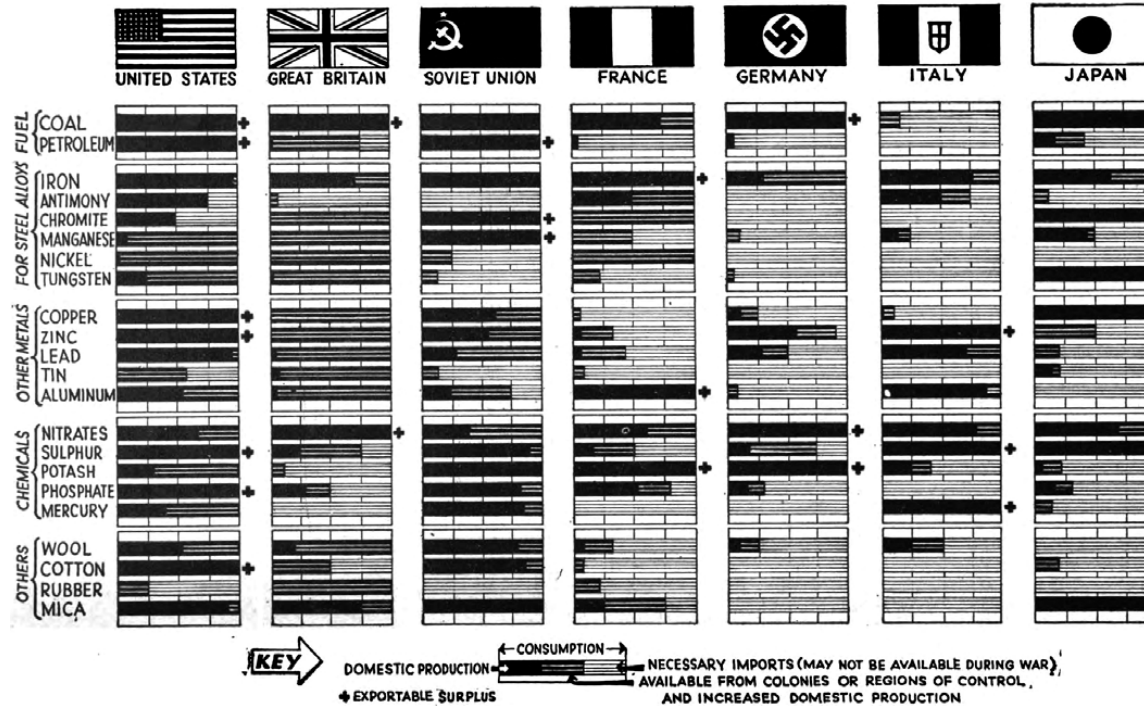 UNITED STATES
GREAT BRITAIN
SOVIET UNION
FRANCE
GERMANY
ITALY
JAPAN
FUEL
COAL
PETROLEUM
FOR STEEL ALLOYS
IRON
ANTIMONY
CHROMITE
MANGANESE
NICKEL
TUNGSTEN
OTHER METALS
COPPER
ZINC
LEAD
TIN
ALUMINUM
CHEMICALS
NITRATES
SULPHUR
POTASH
PHOSPHATE
MERCURY
OTHERS
WOOL
COTTON
RUBBER
MICA
KEY
CONSUMPTION
DOMESTIC PRODUCTION
NECESSARY IMPORTS (MAY NOT BE AVAILABLE DURING WAR)
AVAILABLE FROM COLONIES OR REGIONS OF CONTROL,
AND INCREASED DOMESTIC PRODUCTION
EXPORTABLE SURPLUS